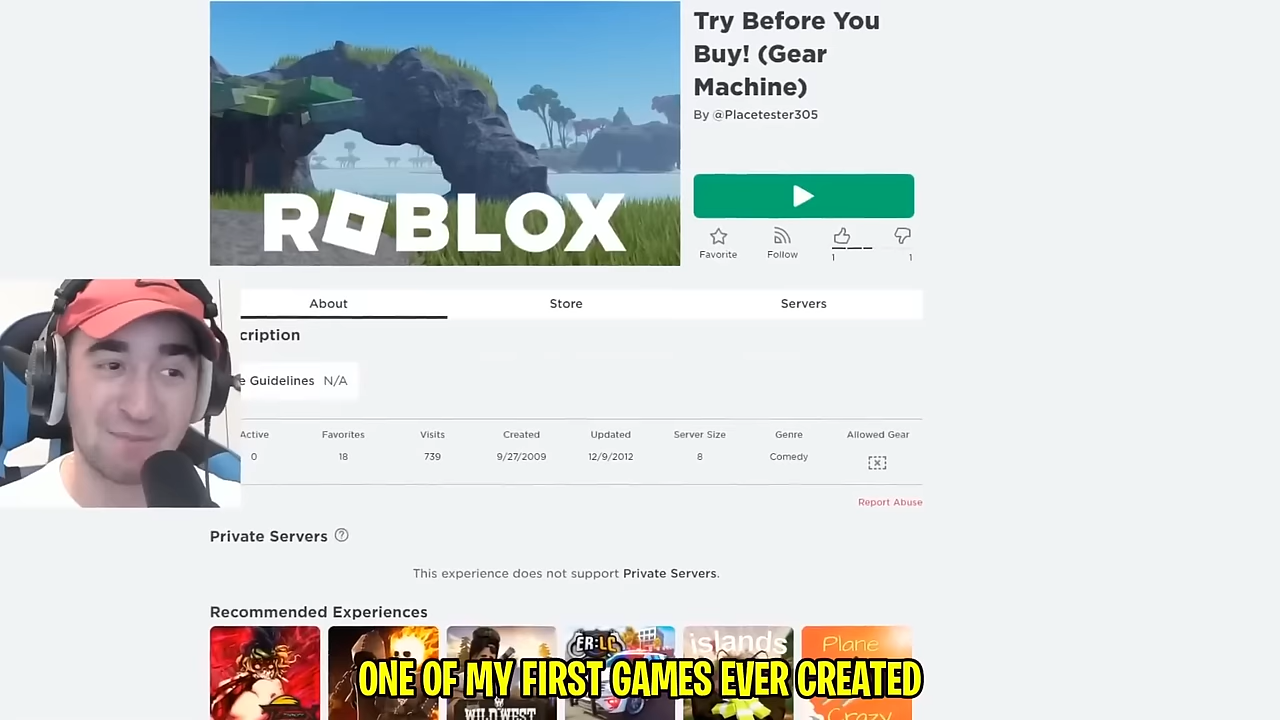 Try Before You
Buy! (Gear
Machine)
By @Placetester305
ROBLOX
Favorite
Follow
1
1
About
Store
Servers
cription
e Guidelines N/A
Active Favorites Visits Created Updated Server Size Genre Allowed Gear
0 18 739 9/27/2009 12/9/2012 8 Comedy
Report Abuse
Private Servers
This experience does not support Private Servers.
Recommended Experiences
ER:LC
islands
Plane
Crazy
WILD WEST
ONE OF MY FIRST GAMES EVER CREATED